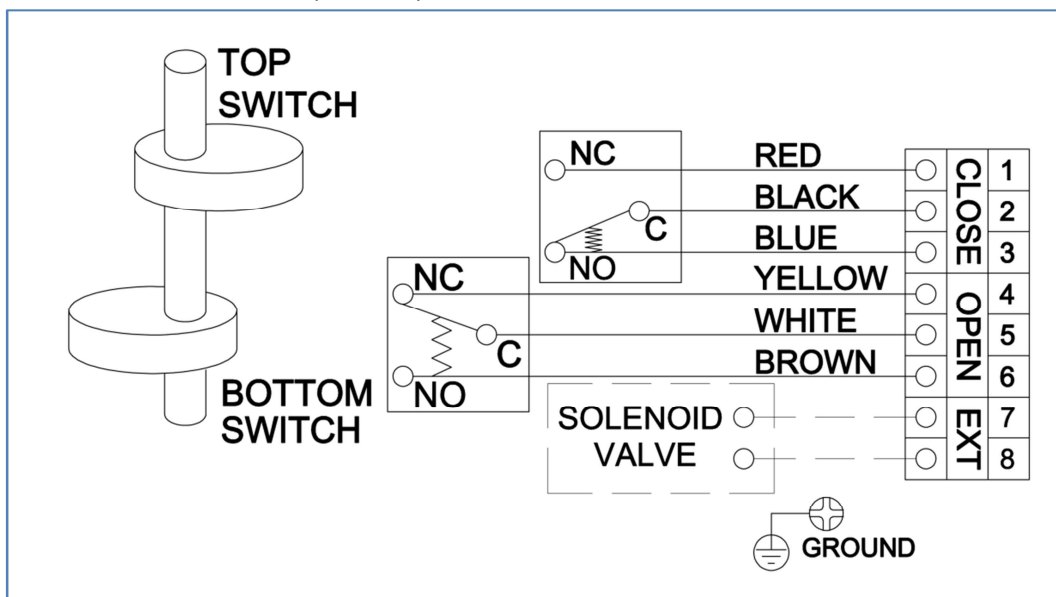 TOP
SWITCH
NC
C
NO
RED
BLACK
BLUE
YELLOW
WHITE
BROWN
CLOSE
OPEN
EXT
1
2
3
4
5
6
7
8
NC
C
NO
BOTTOM
SWITCH
SOLENOID
VALVE
GROUND